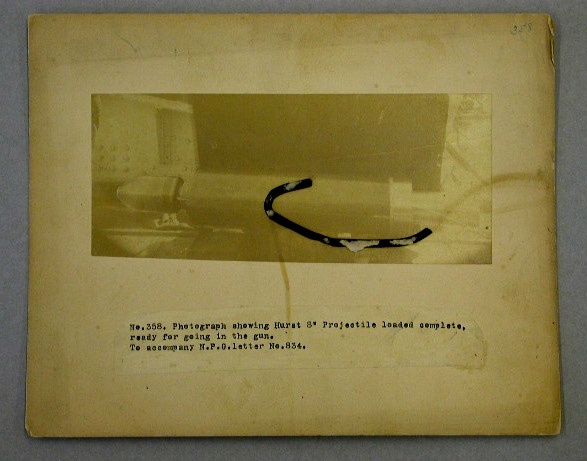 358
No.358. Photograph showing Hurst 8" Projectile loaded complete,
ready for going in the gun.
To accompany N.P.G.letter No.834.